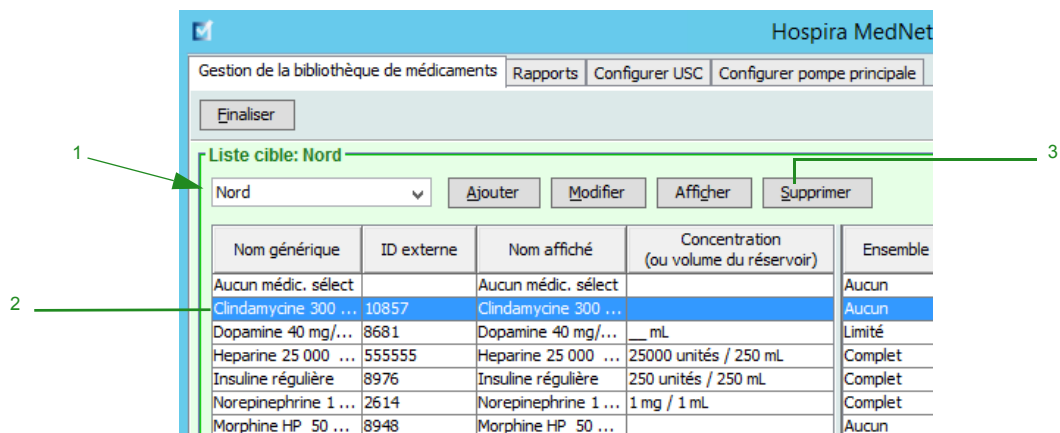 Hospira MedNet
Gestion de la bibliothèque de médicaments Rapports Configurer USC Configurer pompe principale
Finaliser
1
Liste cible: Nord
3
Nord Ajouter Modifier Afficher Supprimer
Nom générique ID externe Nom affiché Concentration (ou volume du réservoir) Ensemble
Aucun médic. sélect Aucun médic. sélect Aucun
2 Clindamycine 300 ... 10857 Clindamycine 300 ... Aucun
Dopamine 40 mg/... 8681 Dopamine 40 mg/... __ mL Limité
Heparine 25 000 ... 555555 Heparine 25 000 ... 25000 unités / 250 mL Complet
Insuline régulière 8976 Insuline régulière 250 unités / 250 mL Complet
Norepinephrine 1 ... 2614 Norepinephrine 1 ... 1 mg / 1 mL Complet
Morphine HP 50 ... 8948 Morphine HP 50 ... Aucun